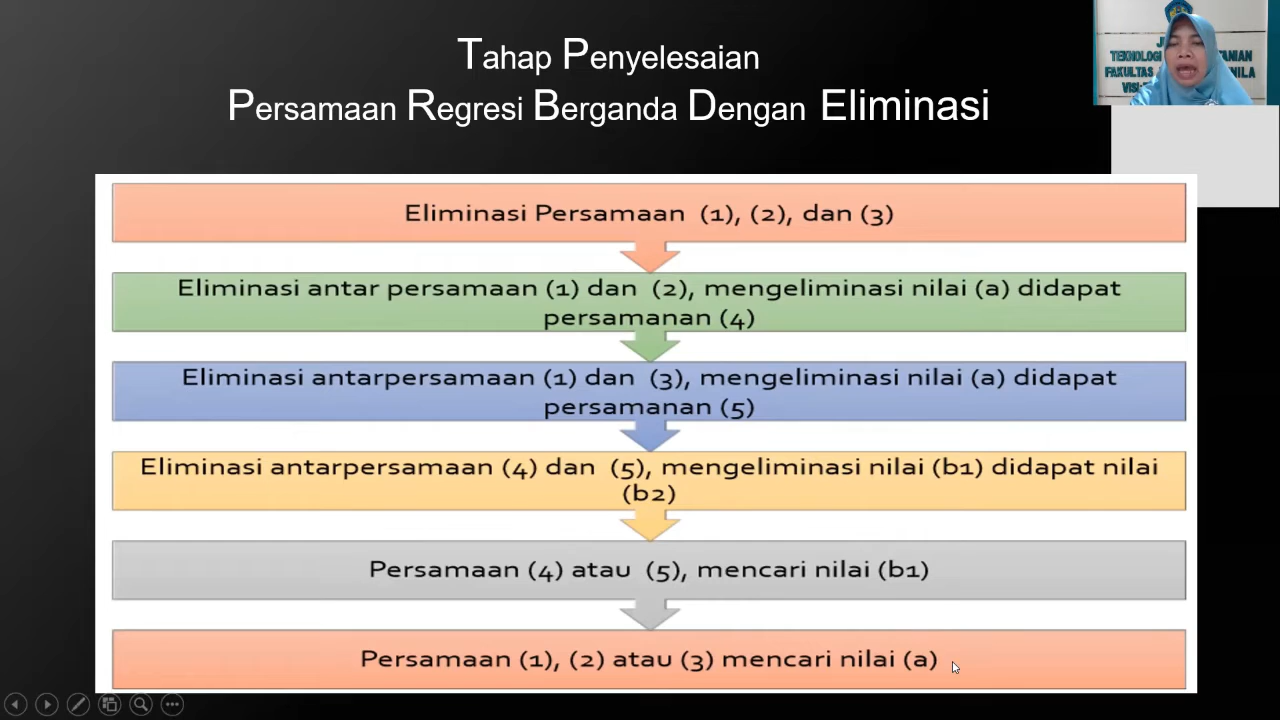 Tahap Penyelesaian
Persamaan Regresi Berganda Dengan Eliminasi
TEKNOLOGI
FAKULTAS
Eliminasi Persamaan (1), (2), dan (3)
Eliminasi antar persamaan (1) dan (2), mengeliminasi nilai (a) didapat
persamanan (4)
Eliminasi antarpersamaan (1) dan (3), mengeliminasi nilai (a) didapat
persamanan (5)
Eliminasi antarpersamaan (4) dan (5), mengeliminasi nilai (b1) didapat nilai
(b2)
Persamaan (4) atau (5), mencari nilai (b1)
Persamaan (1), (2) atau (3) mencari nilai (a)